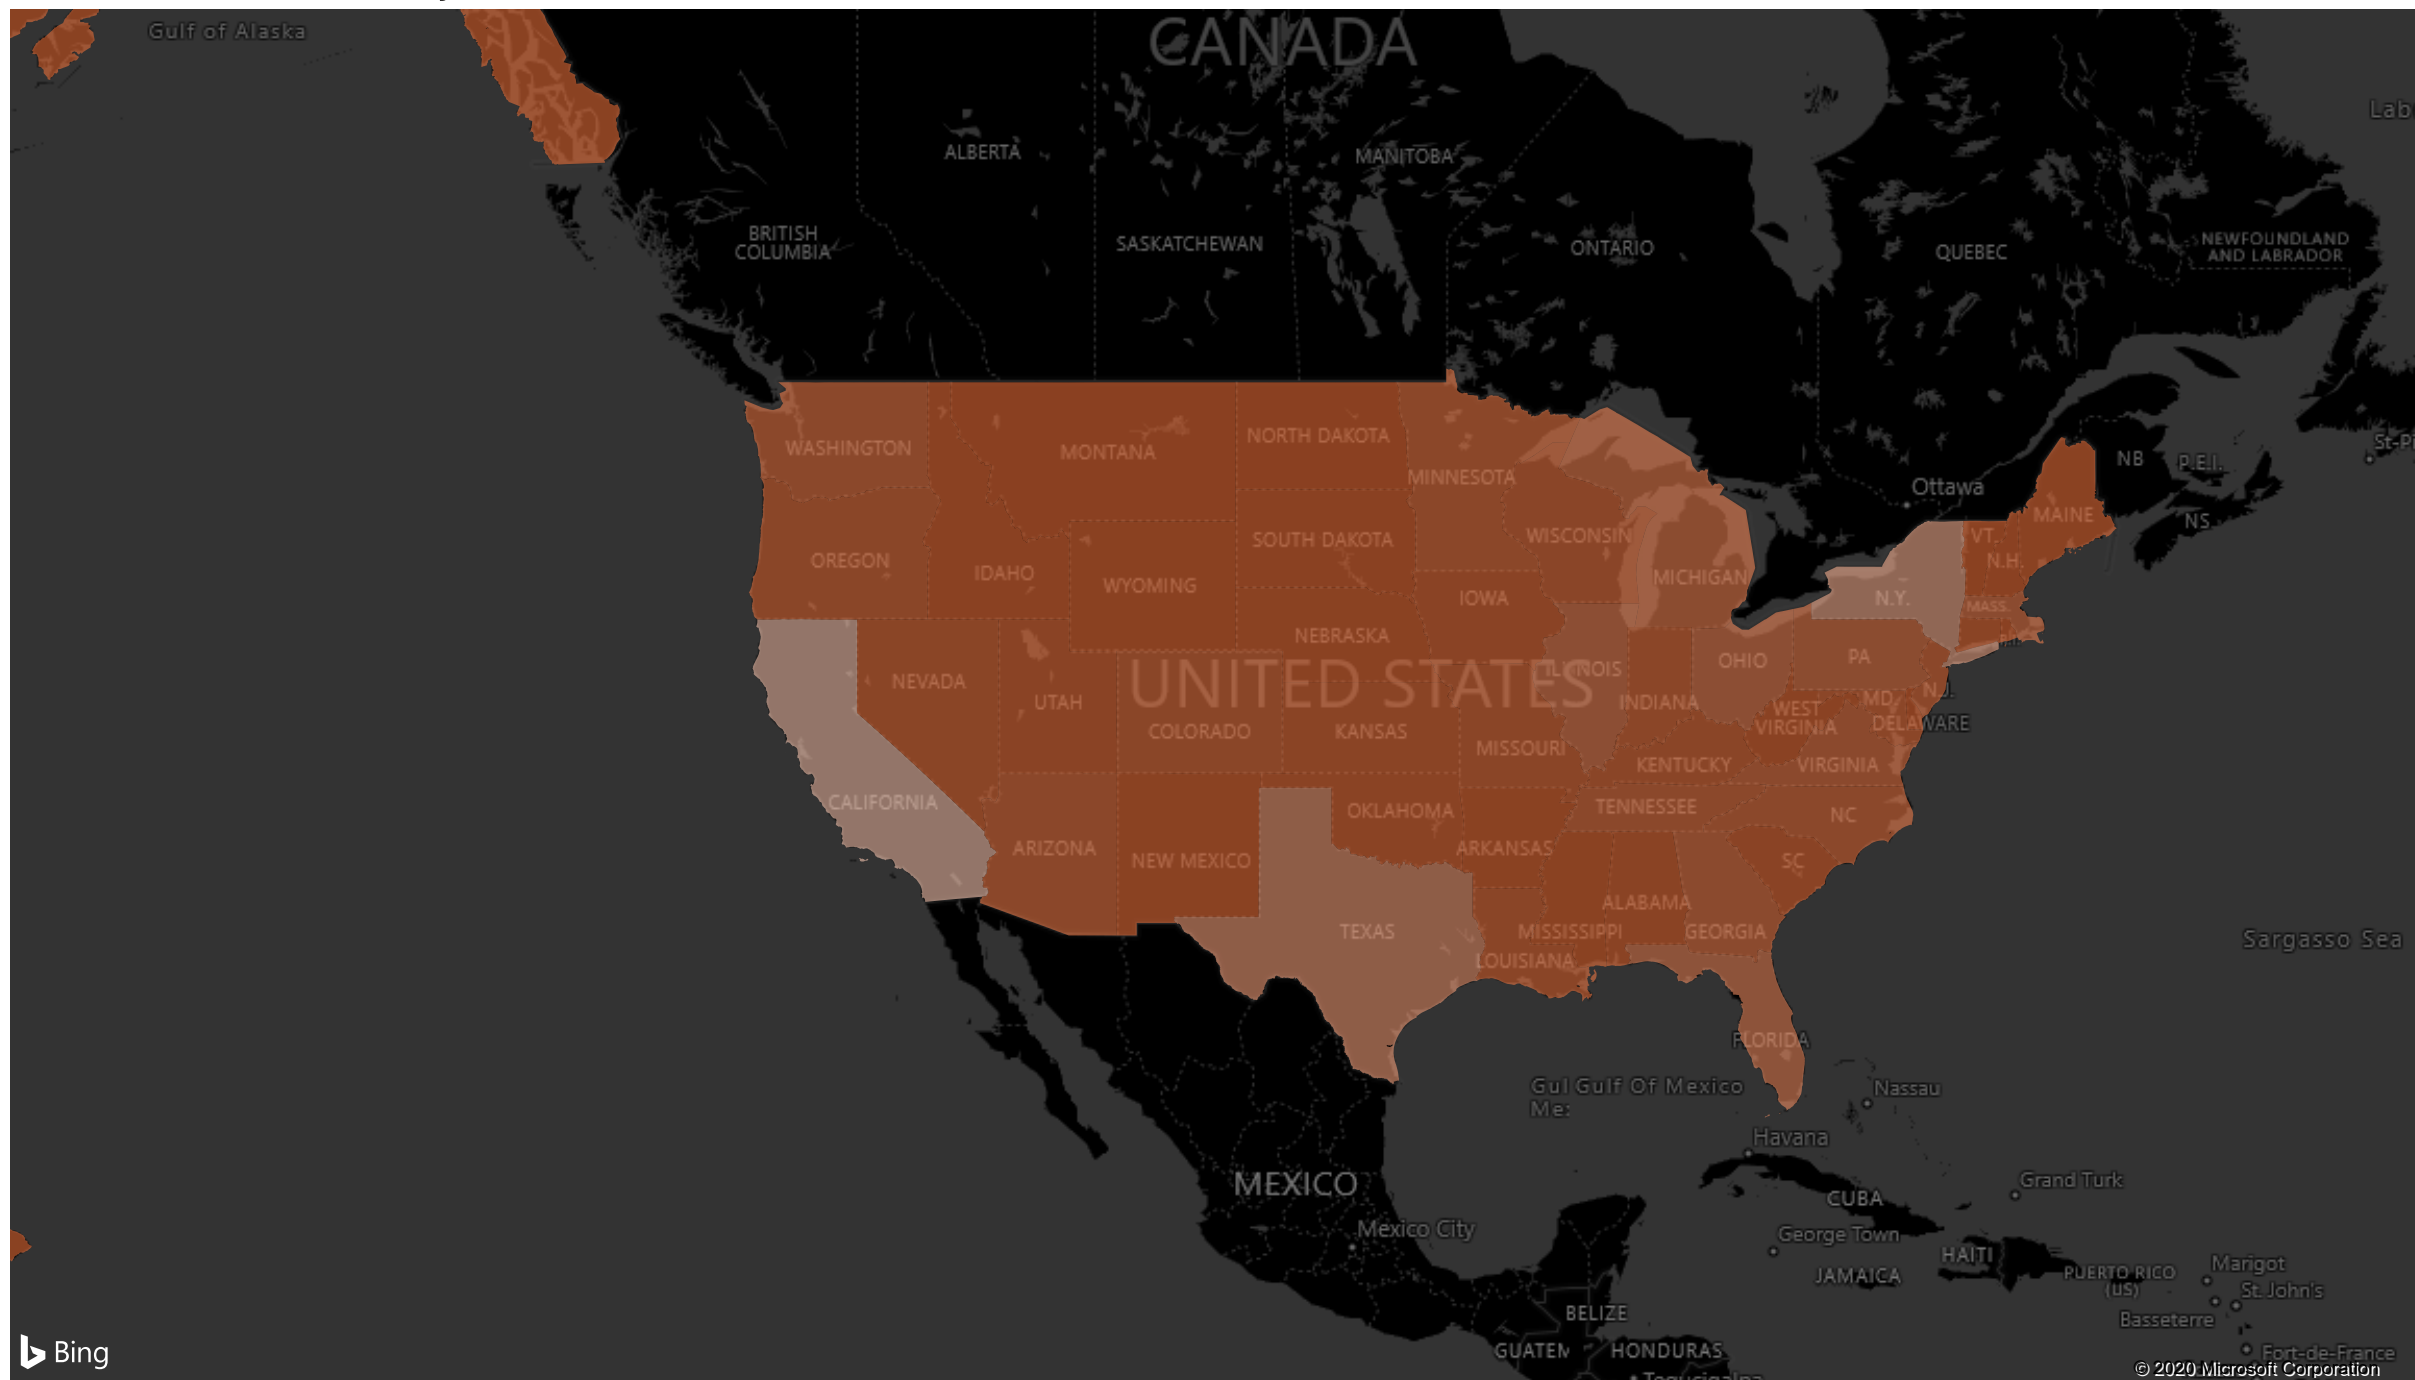 CANADA
Gulf of Alaska
ALBERTA
MANITOBA
BRITISH
COLUMBIA
SASKATCHEWAN
ONTARIO
QUEBEC
NEWFOUNDLAND
AND LABRADOR
WASHINGTON
MONTANA
NORTH DAKOTA
MINNESOTA
Ottawa
NB
P.E.I.
NS
OREGON
IDAHO
WYOMING
SOUTH DAKOTA
WISCONSIN
MICHIGAN
IOWA
N.Y.
VT.
N.H.
MAINE
MASS.
NEBRASKA
UNITED STATES
ILLINOIS
OHIO
PA
NEVADA
UTAH
COLORADO
KANSAS
MISSOURI
INDIANA
WEST
VIRGINIA
MD.
N.J.
DELAWARE
KENTUCKY
VIRGINIA
CALIFORNIA
ARIZONA
NEW MEXICO
OKLAHOMA
ARKANSAS
TENNESSEE
NC
SC
TEXAS
ALABAMA
MISSISSIPPI
GEORGIA
LOUISIANA
Sargasso Sea
FLORIDA
Gul Gulf Of Mexico
Me:
Nassau
Havana
MEXICO
Mexico City
CUBA
Grand Turk
George Town
JAMAICA
HAITI
PUERTO RICO
(US)
Marigot
St. John's
Basseterre
BELIZE
GUATEM
HONDURAS
Fort-de-France
Bing
© 2020 Microsoft Corporation